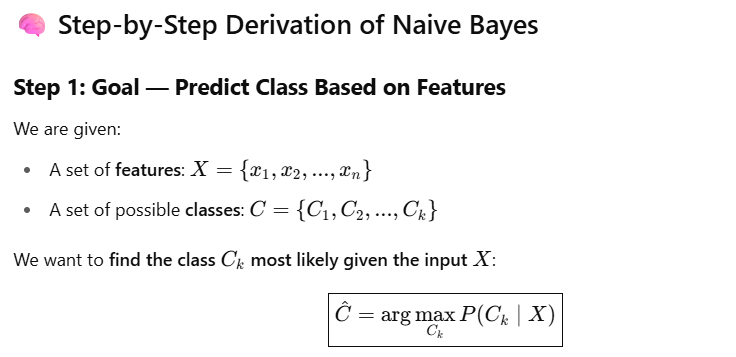 🧠 Step-by-Step Derivation of Naive Bayes
Step 1: Goal — Predict Class Based on Features
We are given:
• A set of features: X = {x₁, x₂, ..., xₙ}
• A set of possible classes: C = {C₁, C₂, ..., Cₖ}
We want to find the class Cₖ most likely given the input X:
Ĉ = arg max P(Cₖ | X)
Cₖ